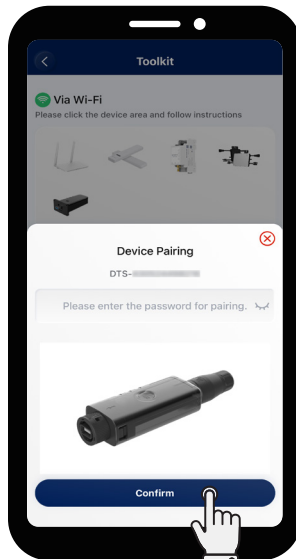 Toolkit
Via Wi-Fi
Please click the device area and follow instructions
Device Pairing
DTS-
Please enter the password for pairing.
Confirm